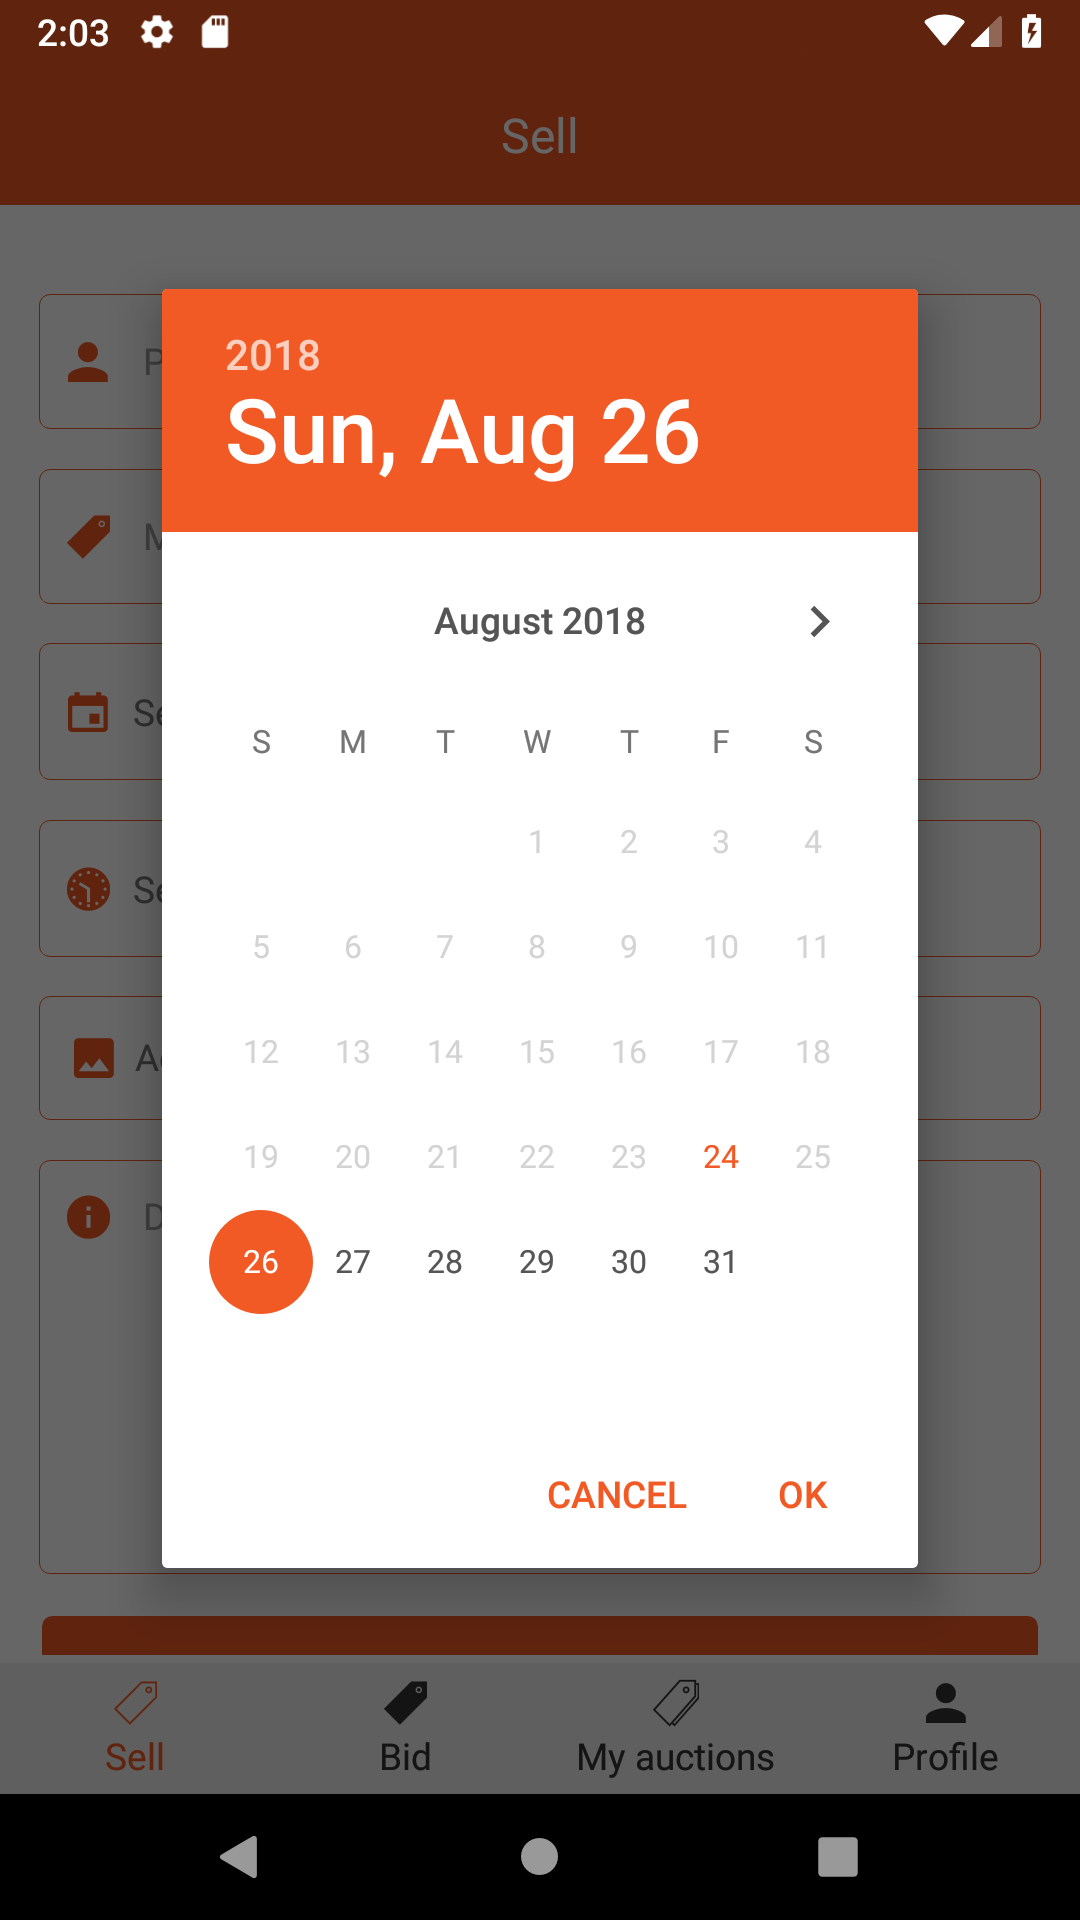 2:03
Sell
2018
Sun, Aug 26
August 2018
S M T W T F S
1 2 3 4
5 6 7 8 9 10 11
12 13 14 15 16 17 18
19 20 21 22 23 24 25
26 27 28 29 30 31
CANCEL OK
Sell Bid My auctions Profile